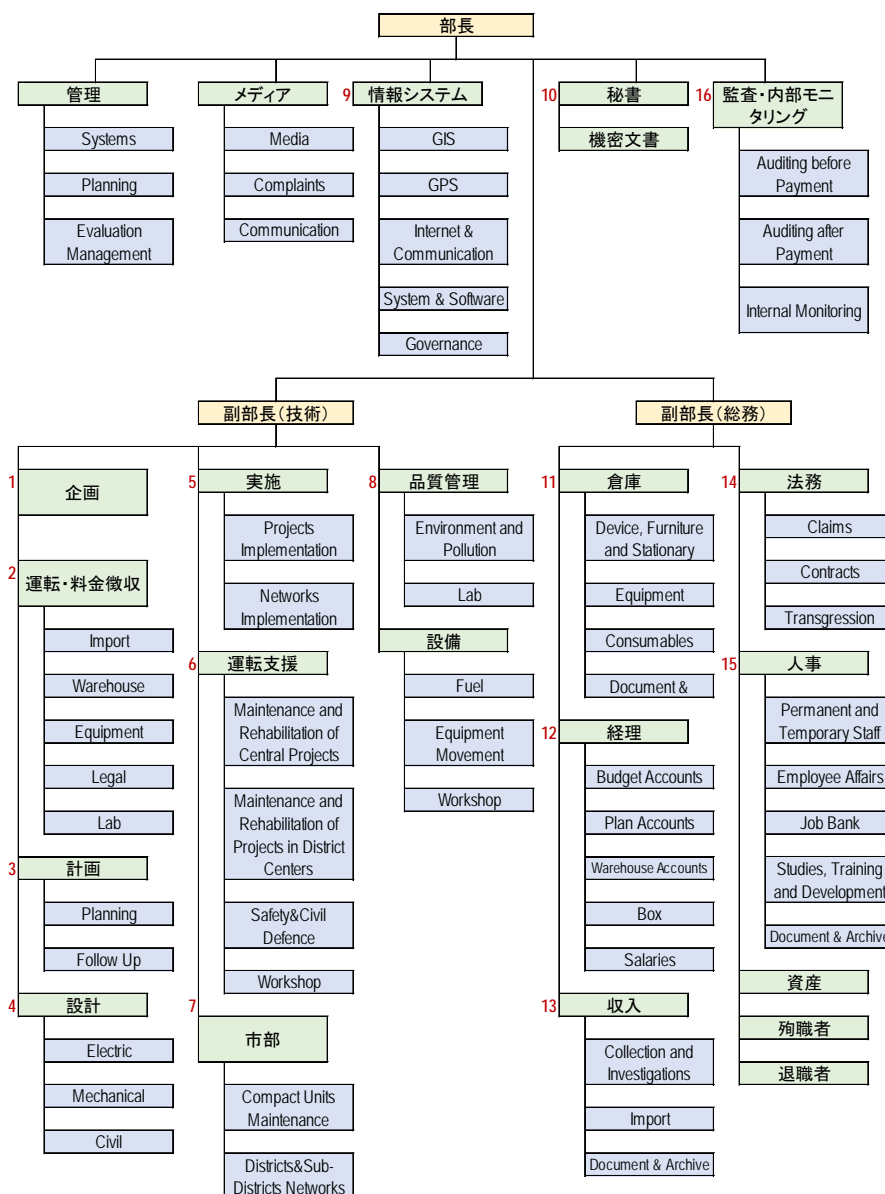 部長
管理
Systems
Planning
Evaluation
Management
メディア
Media
Complaints
Communication
9 情報システム
GIS
GPS
Internet &
Communication
System & Software
Governance
10 秘書
機密文書
16 監査・内部モニ
タリング
Auditing before
Payment
Auditing after
Payment
Internal Monitoring
副部長(技術)
1 企画
2 運転・料金徴収
Import
Warehouse
Equipment
Legal
Lab
3 計画
Planning
Follow Up
4 設計
Electric
Mechanical
Civil
5 実施
Projects
Implementation
Networks
Implementation
6 運転支援
Maintenance and
Rehabilitation of
Central Projects
Maintenance and
Rehabilitation of
Projects in District
Centers
Safety&Civil
Defence
Workshop
7 市部
Compact Units
Maintenance
Districts&Sub-
Districts Networks
8 品質管理
Environment and
Pollution
Lab
設備
Fuel
Equipment
Movement
Workshop
副部長(総務)
11 倉庫
Device, Furniture
and Stationary
Equipment
Consumables
Document &
12 経理
Budget Accounts
Plan Accounts
Warehouse Accounts
Box
Salaries
13 収入
Collection and
Investigations
Import
Document & Archive
14 法務
Claims
Contracts
Transgression
15 人事
Permanent and
Temporary Staff
Employee Affairs
Job Bank
Studies, Training
and Development
Document & Archive
資産
殉職者
退職者